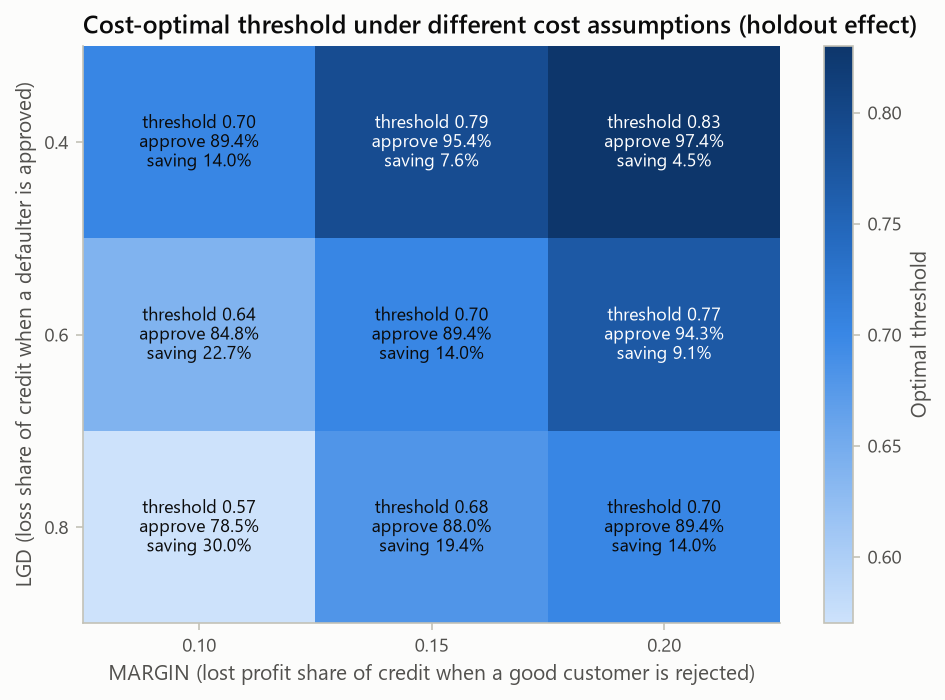 Cost-optimal threshold under different cost assumptions (holdout effect)
LGD (loss share of credit when a defaulter is approved)
0.4
threshold 0.70
approve 89.4%
saving 14.0%
threshold 0.79
approve 95.4%
saving 7.6%
threshold 0.83
approve 97.4%
saving 4.5%
0.6
threshold 0.64
approve 84.8%
saving 22.7%
threshold 0.70
approve 89.4%
saving 14.0%
threshold 0.77
approve 94.3%
saving 9.1%
0.8
threshold 0.57
approve 78.5%
saving 30.0%
threshold 0.68
approve 88.0%
saving 19.4%
threshold 0.70
approve 89.4%
saving 14.0%
0.10
0.15
0.20
MARGIN (lost profit share of credit when a good customer is rejected)
0.80
0.75
0.70
0.65
0.60
Optimal threshold